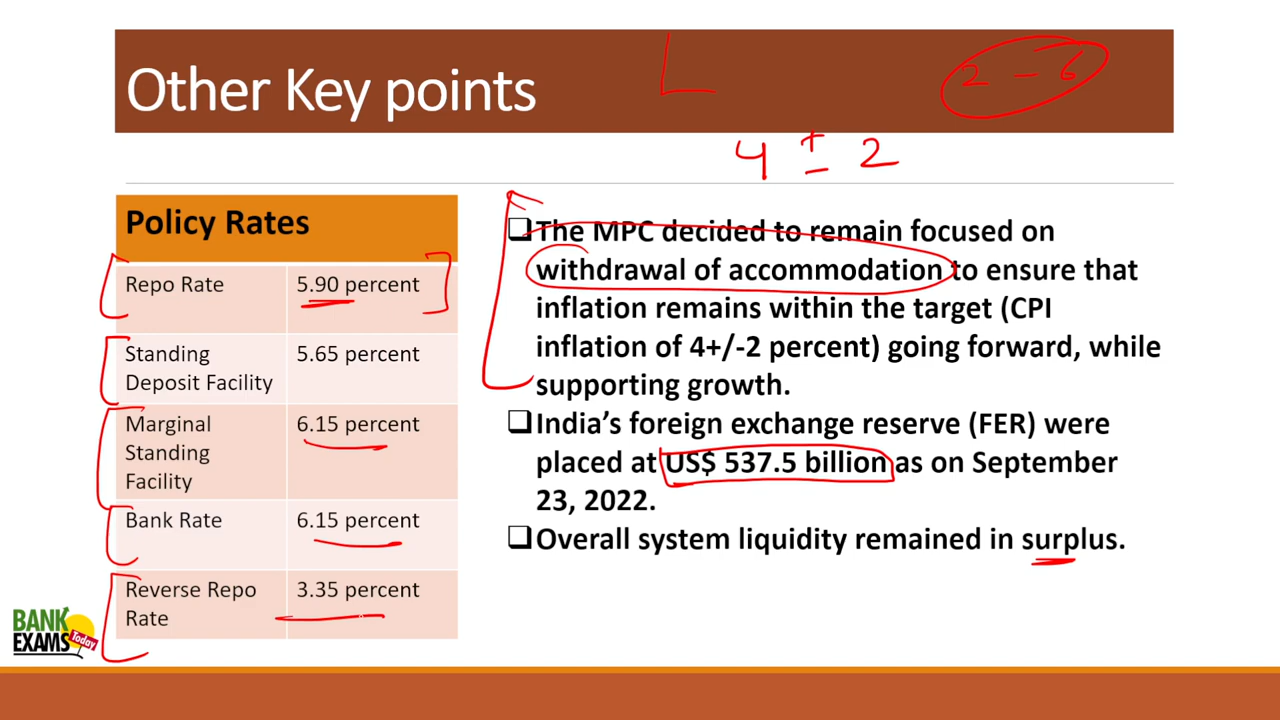 Other Key points
2 - 6
4 ± 2
Policy Rates
Repo Rate 5.90 percent
Standing Deposit Facility 5.65 percent
Marginal Standing Facility 6.15 percent
Bank Rate 6.15 percent
Reverse Repo Rate 3.35 percent
❑The MPC decided to remain focused on
withdrawal of accommodation to ensure that
inflation remains within the target (CPI
inflation of 4+/-2 percent) going forward, while
supporting growth.
❑India’s foreign exchange reserve (FER) were
placed at US$ 537.5 billion as on September
23, 2022.
❑Overall system liquidity remained in surplus.
BANK
EXAMS Today